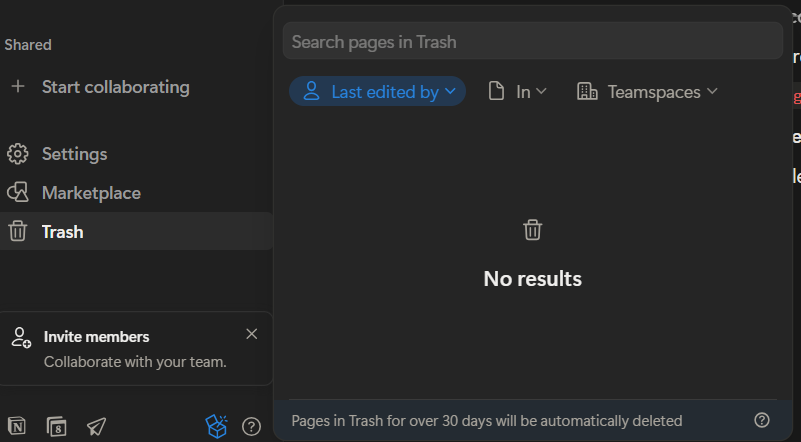 Shared
Start collaborating
Settings
Marketplace
Trash
Invite members
Collaborate with your team.
Search pages in Trash
Last edited by
In
Teamspaces
No results
Pages in Trash for over 30 days will be automatically deleted